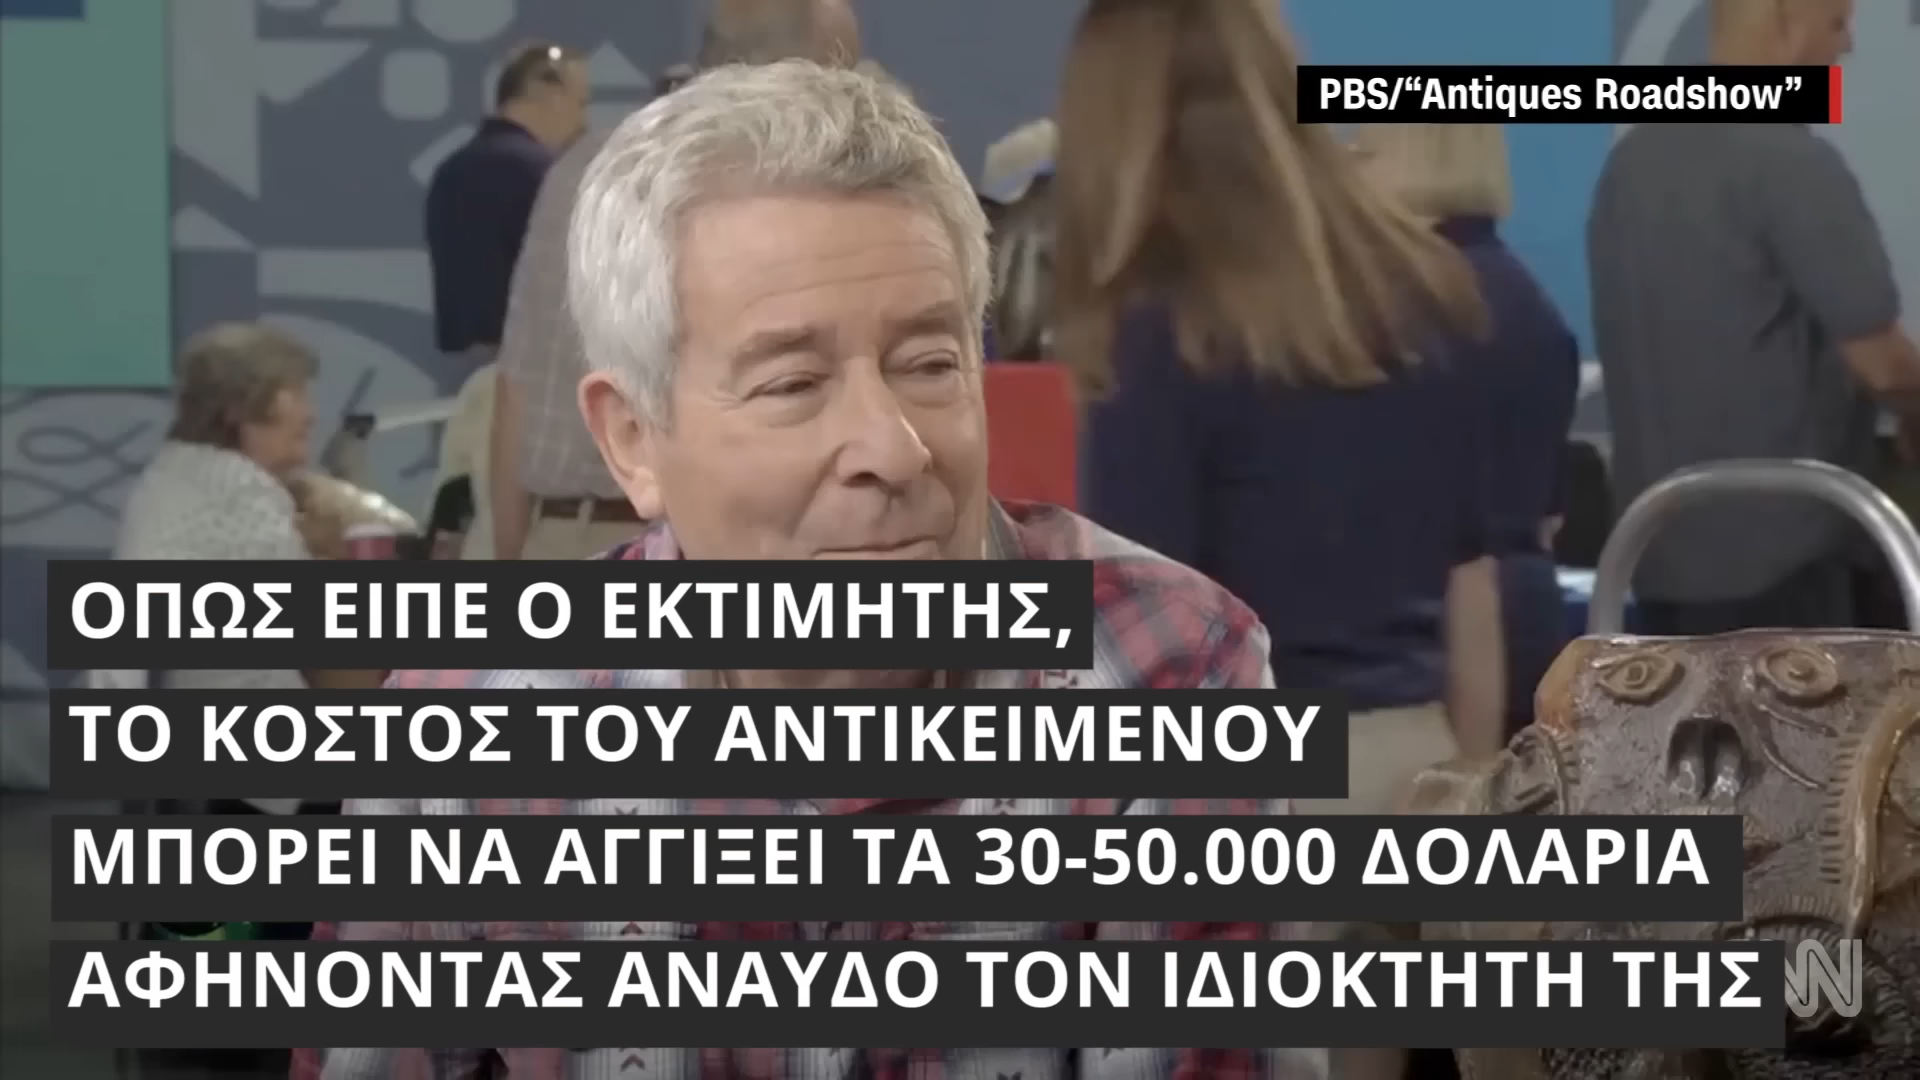 PBS/“Antiques Roadshow”
ΟΠΩΣ ΕΙΠΕ Ο ΕΚΤΙΜΗΤΗΣ,
ΤΟ ΚΟΣΤΟΣ ΤΟΥ ΑΝΤΙΚΕΙΜΕΝΟΥ
ΜΠΟΡΕΙ ΝΑ ΑΓΓΙΞΕΙ ΤΑ 30-50.000 ΔΟΛΑΡΙΑ
ΑΦΗΝΟΝΤΑΣ ΑΝΑΥΔΟ ΤΟΝ ΙΔΙΟΚΤΗΤΗ ΤΗΣ